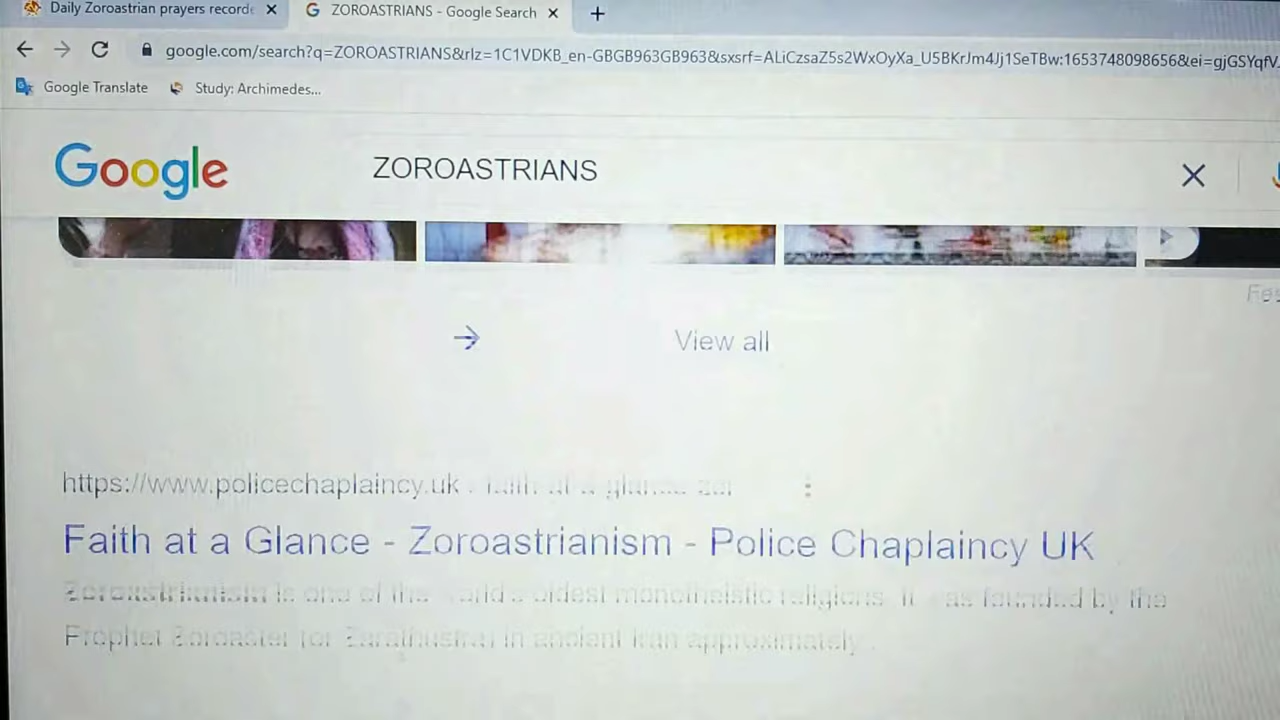 Daily Zoroastrian prayers recorde
ZOROASTRIANS - Google Search
google.com/search?q=ZOROASTRIANS&rlz=1C1VDKB_en-GBGB963GB963&sxsrf=ALiCzsaZ5s2WxOyXa_U5BKrJm4Jj1SeTBw:1653748098656&ei=gjGSYqfV
Google Translate
Study: Archimedes...
Google
ZOROASTRIANS
Fes
View all
https://www.policechaplaincy.uk
Faith at a Glance - Zoroastrianism - Police Chaplaincy UK
Zoroastrianism is one of the world's oldest monotheistic religions. It was founded by the
Prophet Zoroaster (or Zarathustra) in ancient Iran approximately